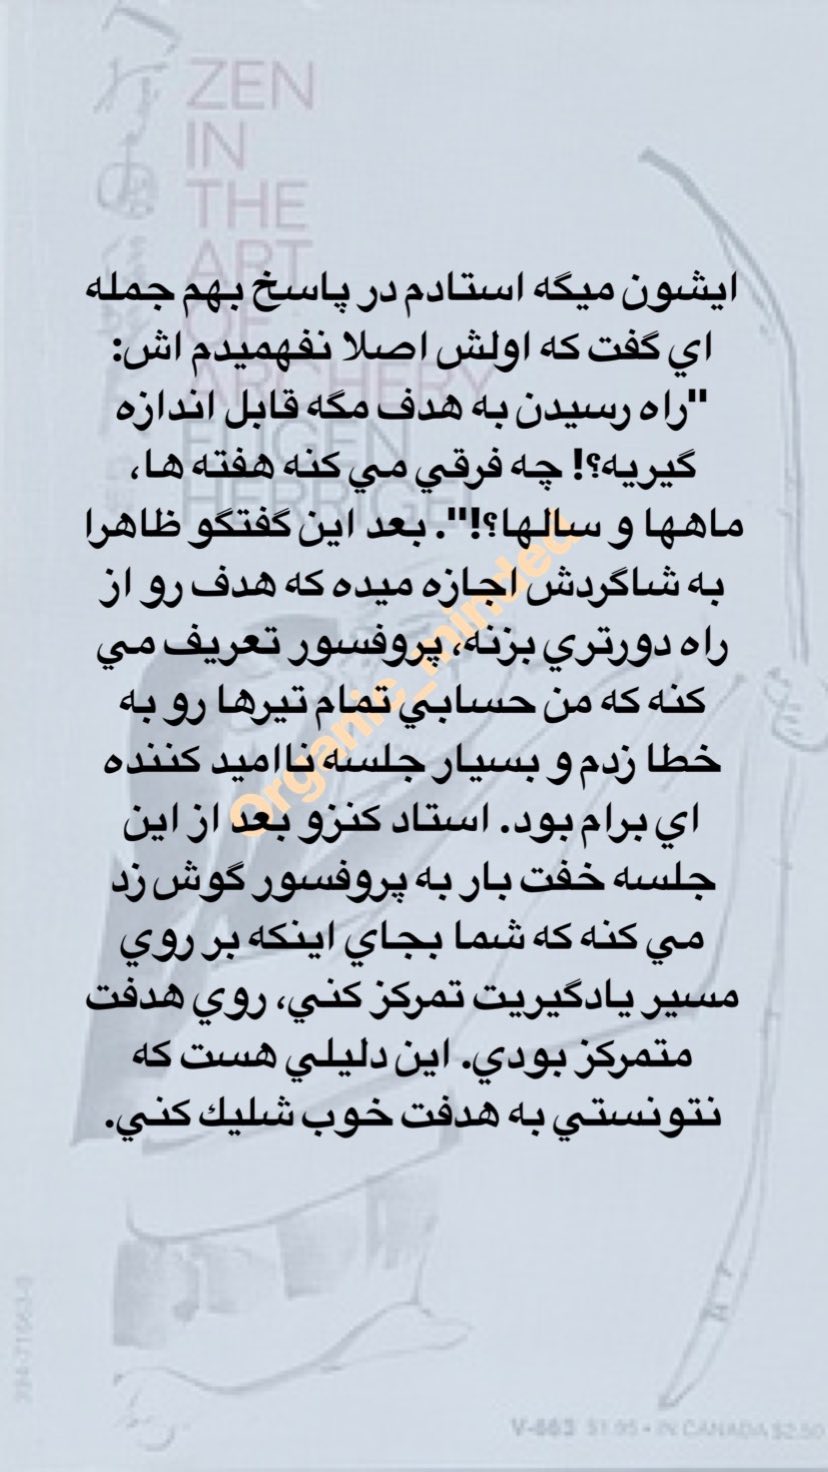 ZEN
IN
THE
ART
OF
ARCHERY
EUGEN
HERRIGEL
ايشون ميگه استادم در پاسخ بهم جمله
اي گفت كه اولش اصلا نفهميدم اش:
"راه رسيدن به هدف مگه قابل اندازه
گيريه؟! چه فرقي مي كنه هفته ها،
ماهها و سالها؟!". بعد اين گفتگو ظاهرا
به شاگردش اجازه ميده كه هدف رو از
راه دورتري بزنه، پروفسور تعريف مي
كنه كه من حسابي تمام تيرها رو به
خطا زدم و بسيار جلسه نااميد كننده
اي برام بود. استاد كنزو بعد از اين
جلسه خفت بار به پروفسور گوش زد
مي كنه كه شما بجاي اينكه بر روي
مسير يادگيريت تمركز كني، روي هدفت
متمركز بودي. اين دليلي هست كه
نتونستي به هدفت خوب شليك كني.
Organic_minded
V-663 $1.95 • IN CANADA $2.50